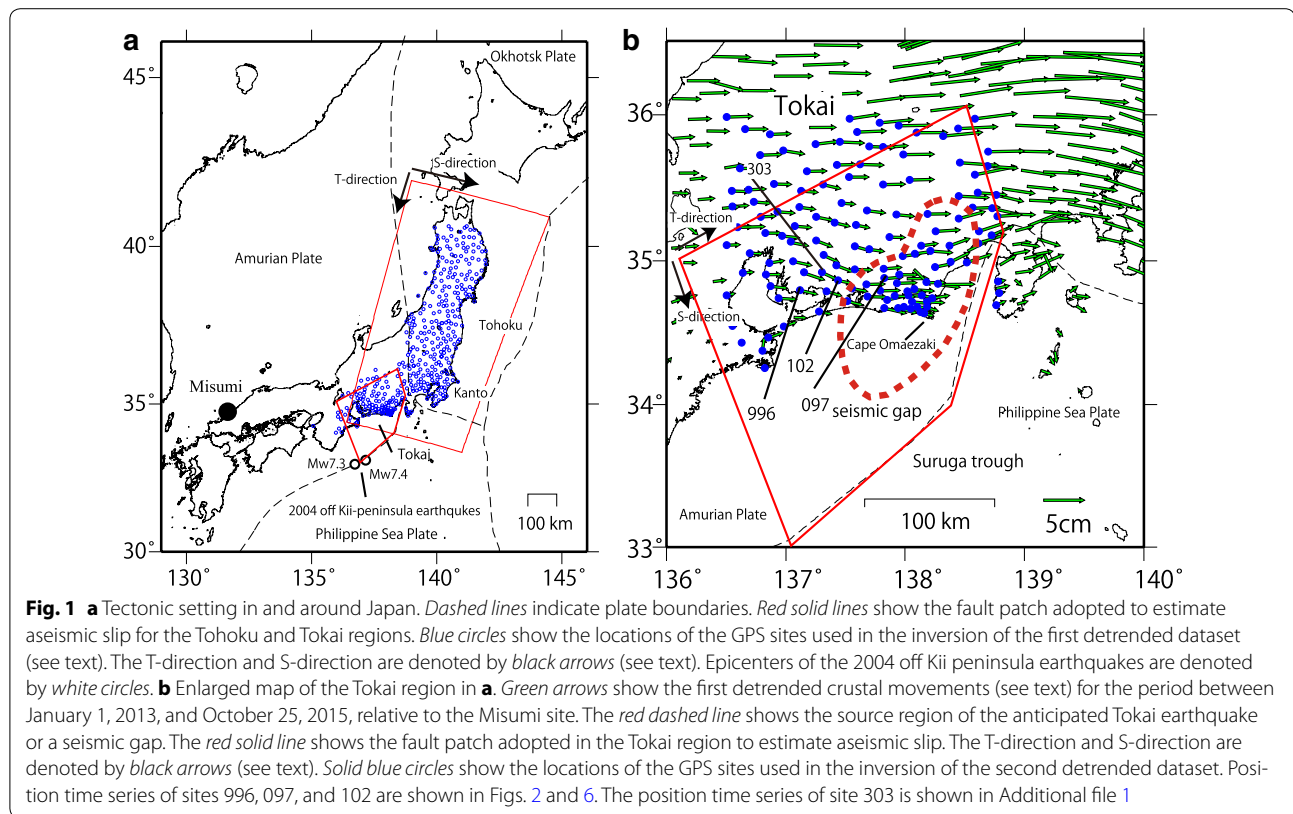 a
Okhotsk Plate
45°
S-direction
T-direction
40°
Amurian Plate
Tohoku
Misumi
Kanto
35°
Tokai
Mw7.3
Mw7.4
100 km
2004 off Kii-peninsula earthqukes
Philippine Sea Plate
30°
130° 135° 140° 145°
b
Tokai
36°
303
T-direction
35°
S-direction
Cape Omaezaki
102
996
097
seismic gap
34°
Philippine Sea Plate
Suruga trough
Amurian Plate
100 km
5cm
33°
136° 137° 138° 139° 140°
Fig. 1 a Tectonic setting in and around Japan. Dashed lines indicate plate boundaries. Red solid lines show the fault patch adopted to estimate
aseismic slip for the Tohoku and Tokai regions. Blue circles show the locations of the GPS sites used in the inversion of the first detrended dataset
(see text). The T-direction and S-direction are denoted by black arrows (see text). Epicenters of the 2004 off Kii peninsula earthquakes are denoted
by white circles. b Enlarged map of the Tokai region in a. Green arrows show the first detrended crustal movements (see text) for the period between
January 1, 2013, and October 25, 2015, relative to the Misumi site. The red dashed line shows the source region of the anticipated Tokai earthquake
or a seismic gap. The red solid line shows the fault patch adopted in the Tokai region to estimate aseismic slip. The T-direction and S-direction are
denoted by black arrows (see text). Solid blue circles show the locations of the GPS sites used in the inversion of the second detrended dataset. Posi-
tion time series of sites 996, 097, and 102 are shown in Figs. 2 and 6. The position time series of site 303 is shown in Additional file 1